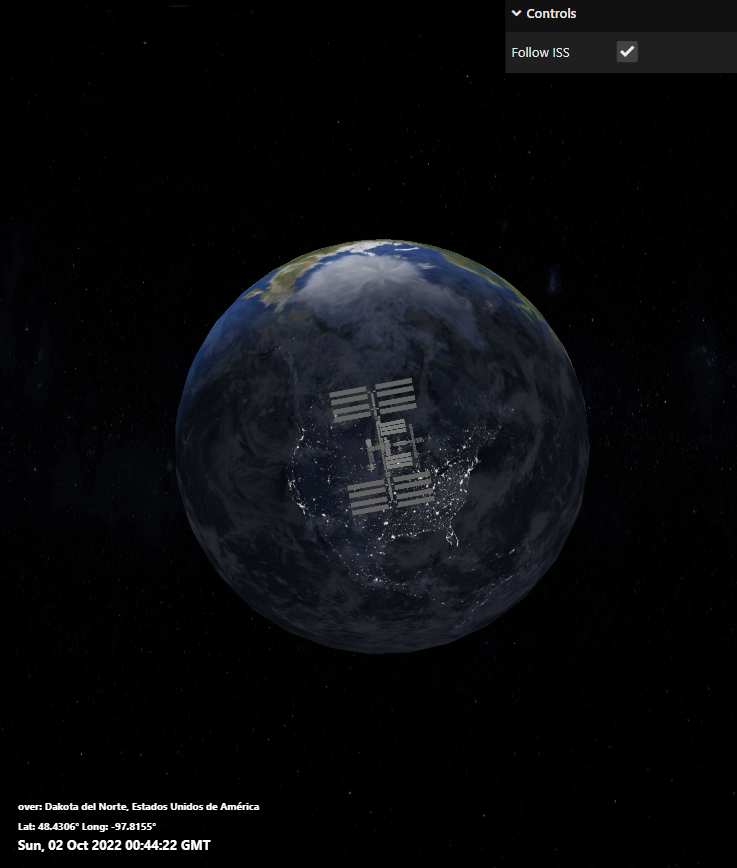 Controls
Follow ISS
over: Dakota del Norte, Estados Unidos de América
Lat: 48.4306° Long: -97.8155°
Sun, 02 Oct 2022 00:44:22 GMT